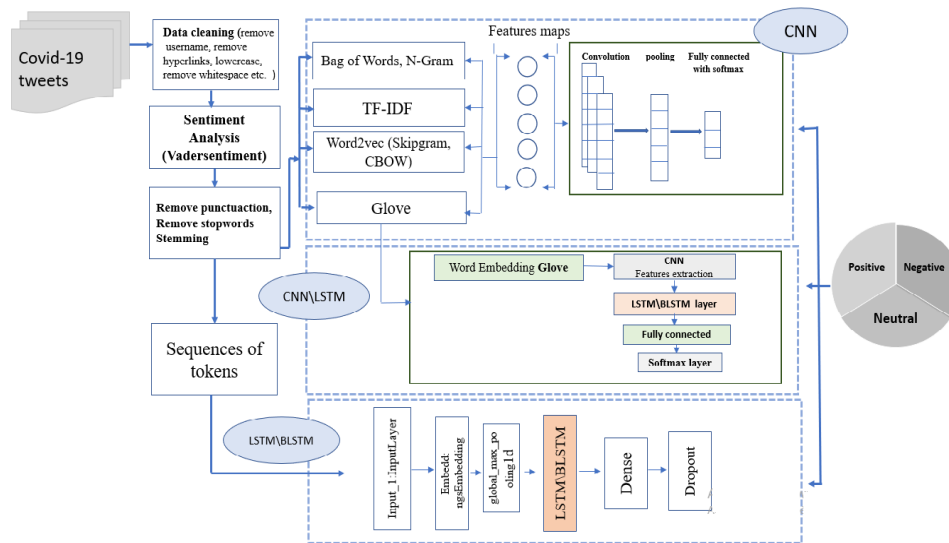 Covid-19
tweets
Data cleaning (remove
username, remove
hyperlinks, lowercasc,
remove whitespace etc. )
Sentiment
Analysis
(Vadersentiment)
Remove punctuaction,
Remove stopwords
Stemming
Sequences of
tokens
Features maps
CNN
Bag of Words, N-Gram
TF-IDF
Word2vec (Skipgram,
CBOW)
Glove
Convolution
pooling
Fully connected
with softmax
CNN\LSTM
Word Embedding Glove
CNN
Features extraction
LSTM\BLSTM layer
Fully connected
Softmax layer
Positive
Negative
Neutral
LSTM\BLSTM
Input_1::InputLayer
Embedd:
ngsEmbedding
global_max_po
oling1d
LSTM\BLSTM
Dense
Dropout